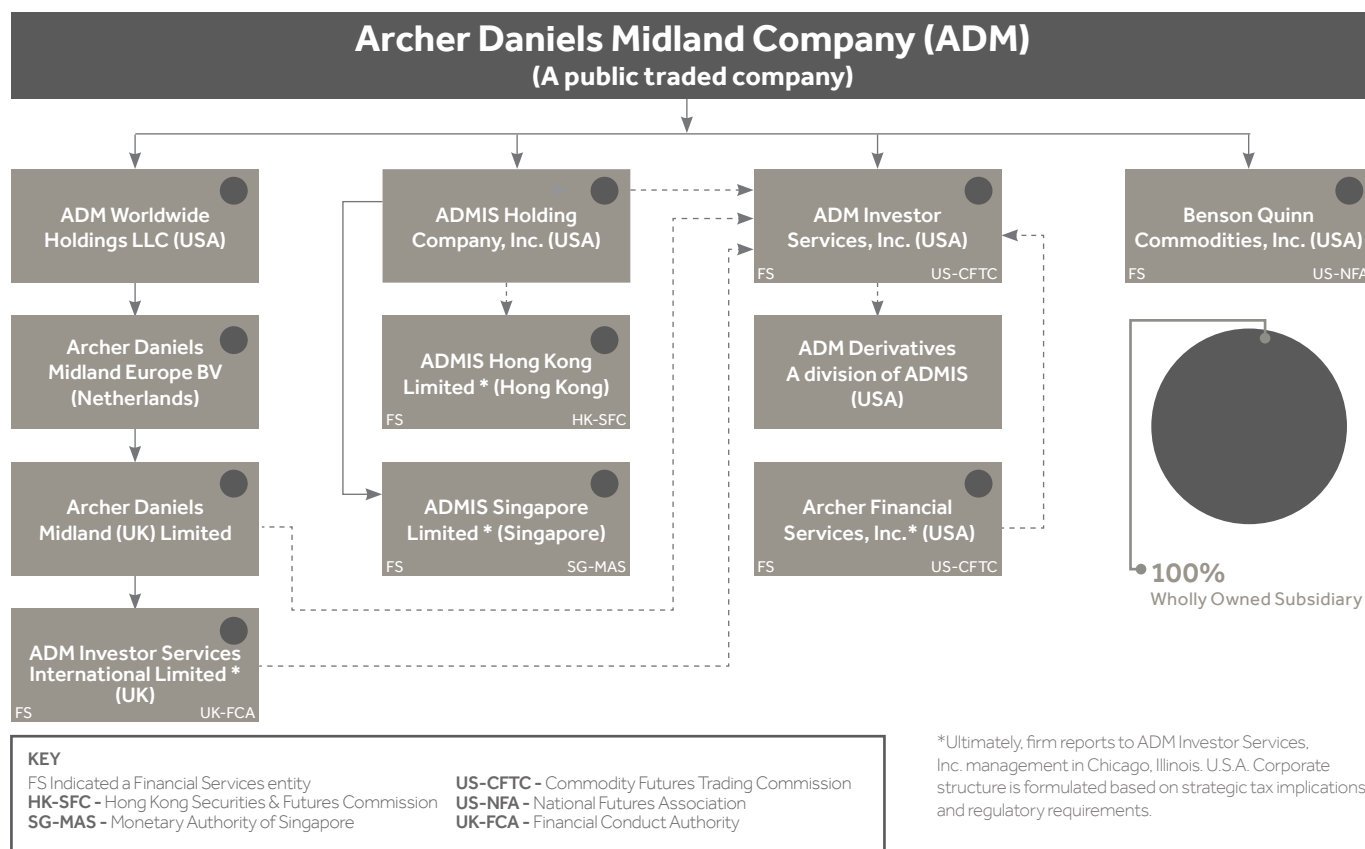 Archer Daniels Midland Company (ADM)
(A public traded company)
ADM Worldwide
Holdings LLC (USA)
ADMIS Holding
Company, Inc. (USA)
ADM Investor
Services, Inc. (USA)
FS US-CFTC
Benson Quinn
Commodities, Inc. (USA)
FS US-NFA
Archer Daniels
Midland Europe BV
(Netherlands)
ADMIS Hong Kong
Limited * (Hong Kong)
FS HK-SFC
ADM Derivatives
A division of ADMIS
(USA)
Archer Daniels
Midland (UK) Limited
ADMIS Singapore
Limited * (Singapore)
FS SG-MAS
Archer Financial
Services, Inc.* (USA)
FS US-CFTC
100%
Wholly Owned Subsidiary
ADM Investor Services
International Limited *
(UK)
FS UK-FCA
KEY
FS Indicated a Financial Services entity
HK-SFC - Hong Kong Securities & Futures Commission
SG-MAS - Monetary Authority of Singapore
US-CFTC - Commodity Futures Trading Commission
US-NFA - National Futures Association
UK-FCA - Financial Conduct Authority
*Ultimately, firm reports to ADM Investor Services,
Inc. management in Chicago, Illinois. U.S.A. Corporate
structure is formulated based on strategic tax implications
and regulatory requirements.